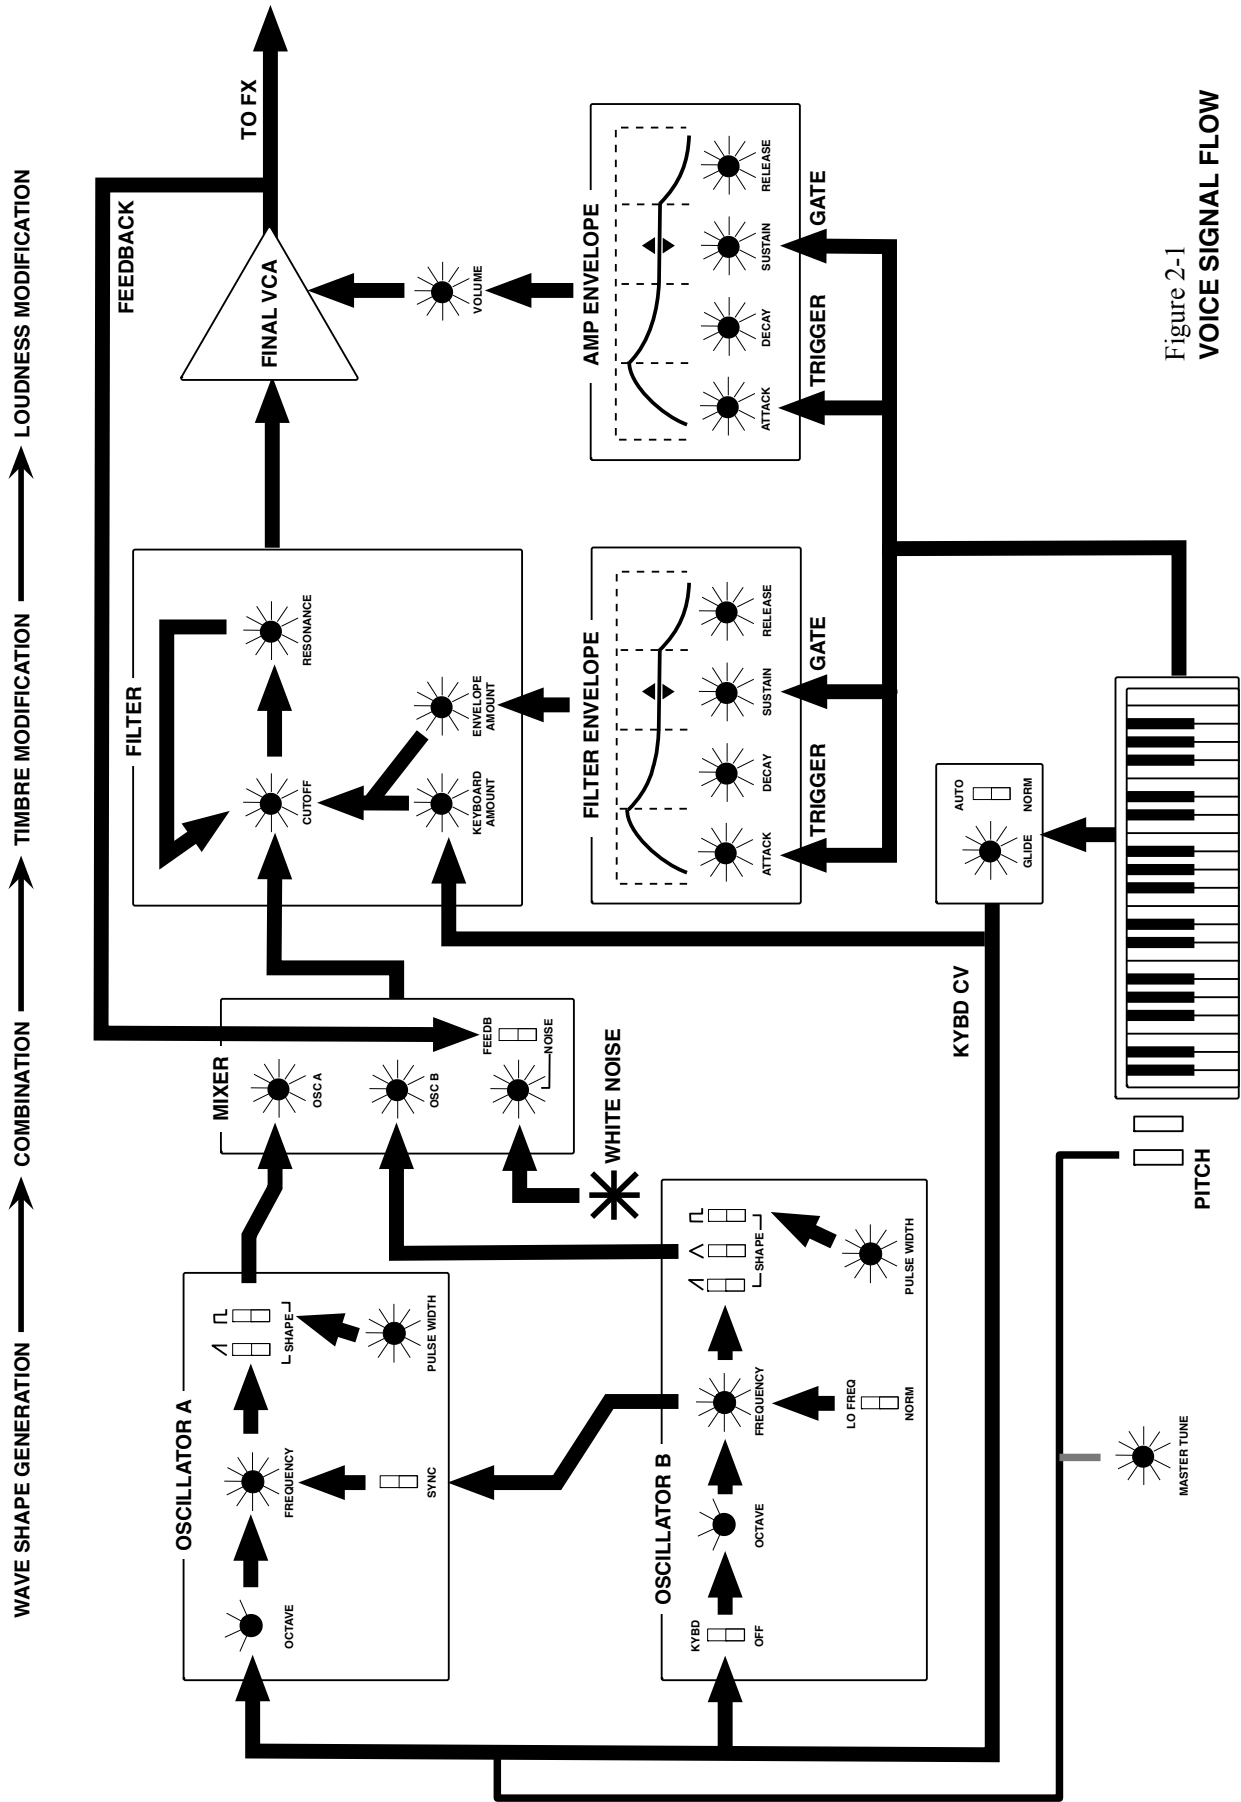 WAVE SHAPE GENERATION
COMBINATION
TIMBRE MODIFICATION
LOUDNESS MODIFICATION
FEEDBACK
TO FX
OSCILLATOR A
OCTAVE
FREQUENCY
SYNC
SHAPE
PULSE WIDTH
MIXER
OSC A
OSC B
FEEDB
NOISE
WHITE NOISE
FILTER
CUTOFF
RESONANCE
KEYBOARD
AMOUNT
ENVELOPE
AMOUNT
FINAL VCA
VOLUME
OSCILLATOR B
KYBD
OFF
OCTAVE
FREQUENCY
LO FREQ
NORM
SHAPE
PULSE WIDTH
FILTER ENVELOPE
ATTACK
DECAY
SUSTAIN
RELEASE
TRIGGER
GATE
AMP ENVELOPE
ATTACK
DECAY
SUSTAIN
RELEASE
TRIGGER
GATE
KYBD CV
GLIDE
AUTO
NORM
MASTER TUNE
PITCH
Figure 2-1
VOICE SIGNAL FLOW